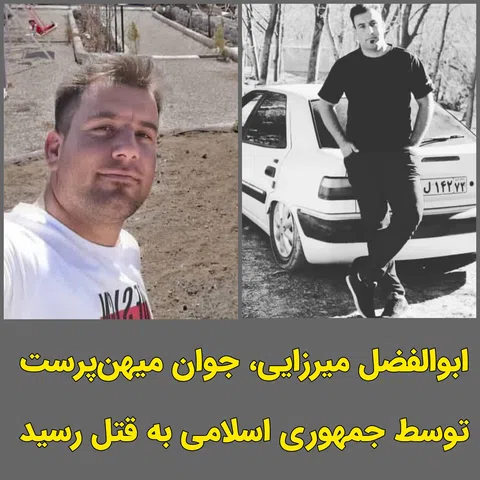 ابوالفضل میرزایی، جوان میهن‌پرست
توسط جمهوری اسلامی به قتل رسید